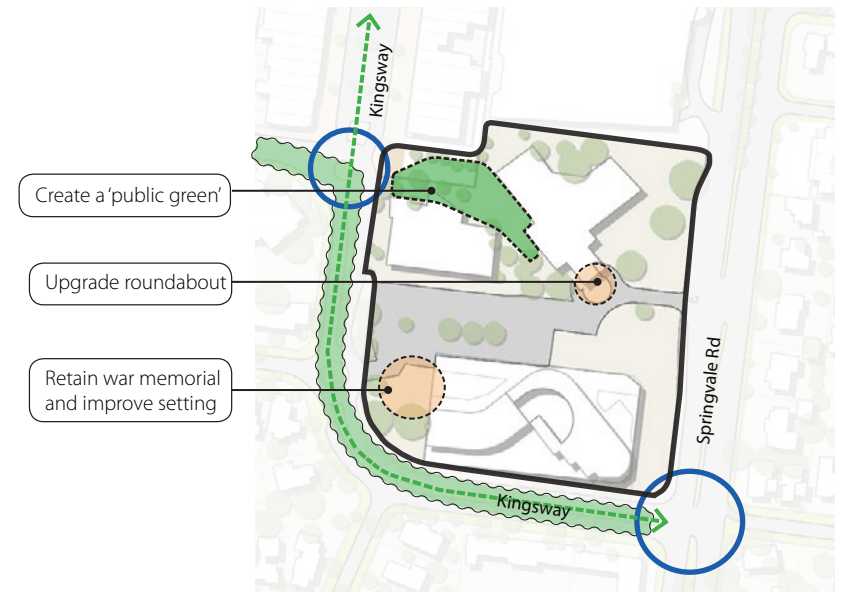 Kingsway
Create a 'public green'
Upgrade roundabout
Retain war memorial
and improve setting
Springvale Rd
Kingsway